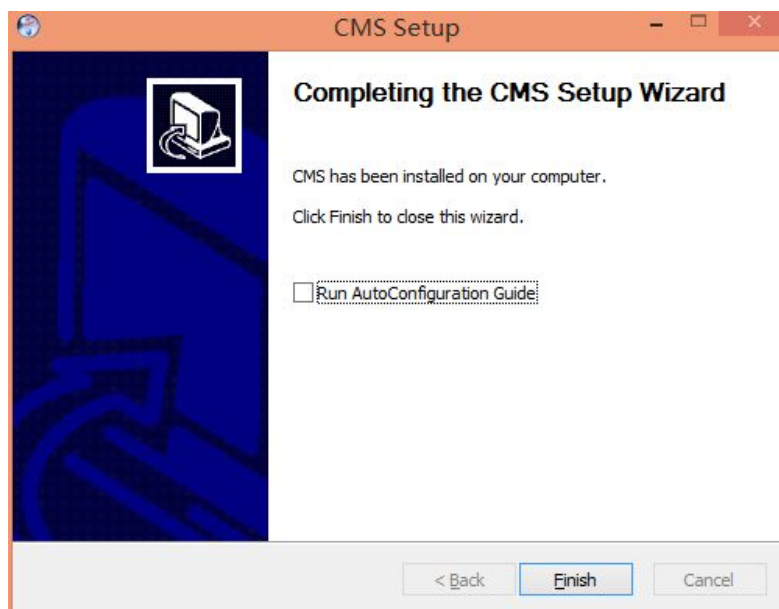 CMS Setup
Completing the CMS Setup Wizard
CMS has been installed on your computer.
Click Finish to close this wizard.
Run AutoConfiguration Guide
< Back
Finish
Cancel